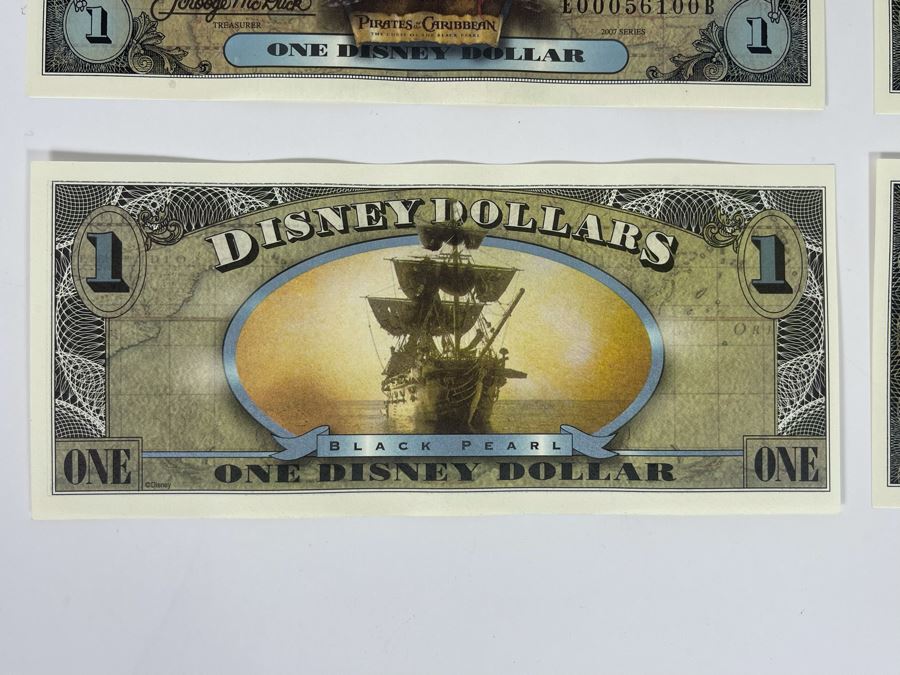 Scrooge McDuck
TREASURER
PIRATES of the CARIBBEAN
THE CURSE OF THE BLACK PEARL
E00056100B
2007 SERIES
1
ONE DISNEY DOLLAR
1
DISNEY DOLLARS
1
1
ORI
BLACK PEARL
ONE
ONE DISNEY DOLLAR
ONE
©Disney